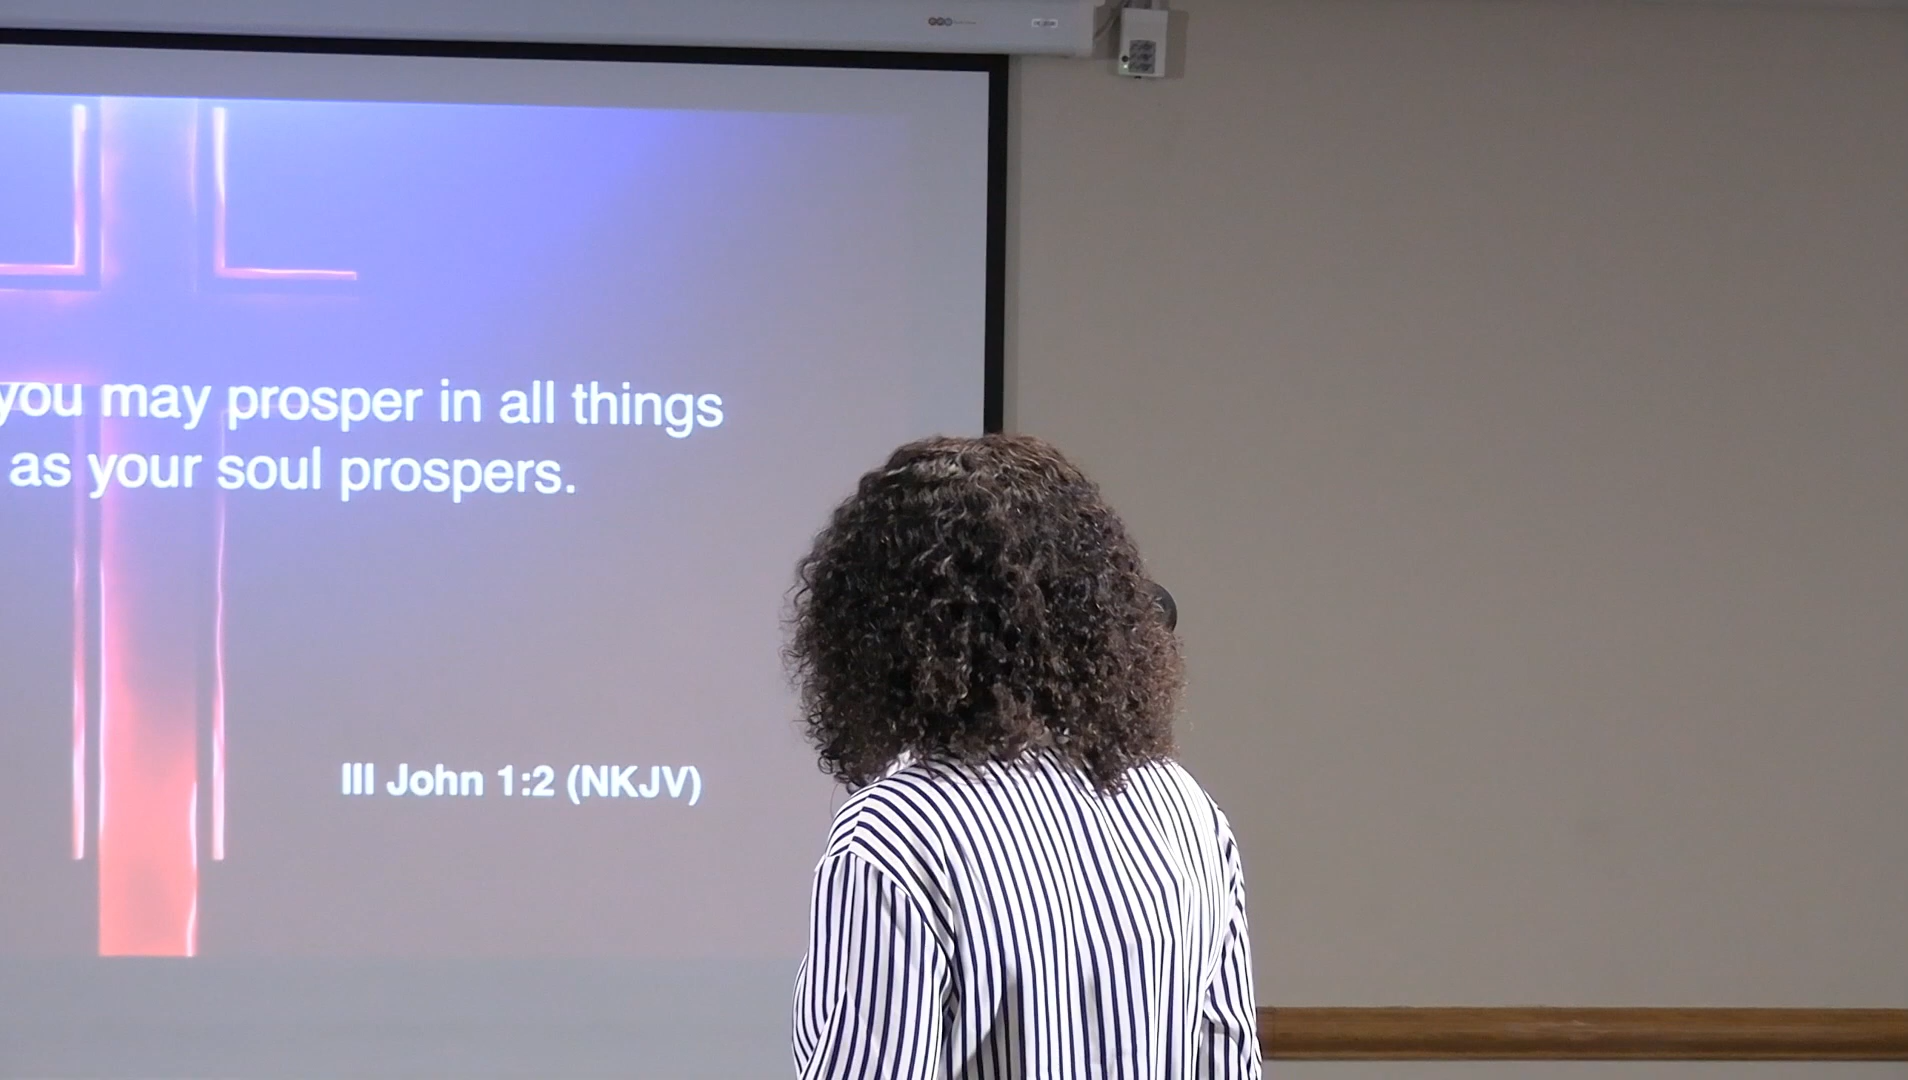 you may prosper in all things
as your soul prospers.
III John 1:2 (NKJV)